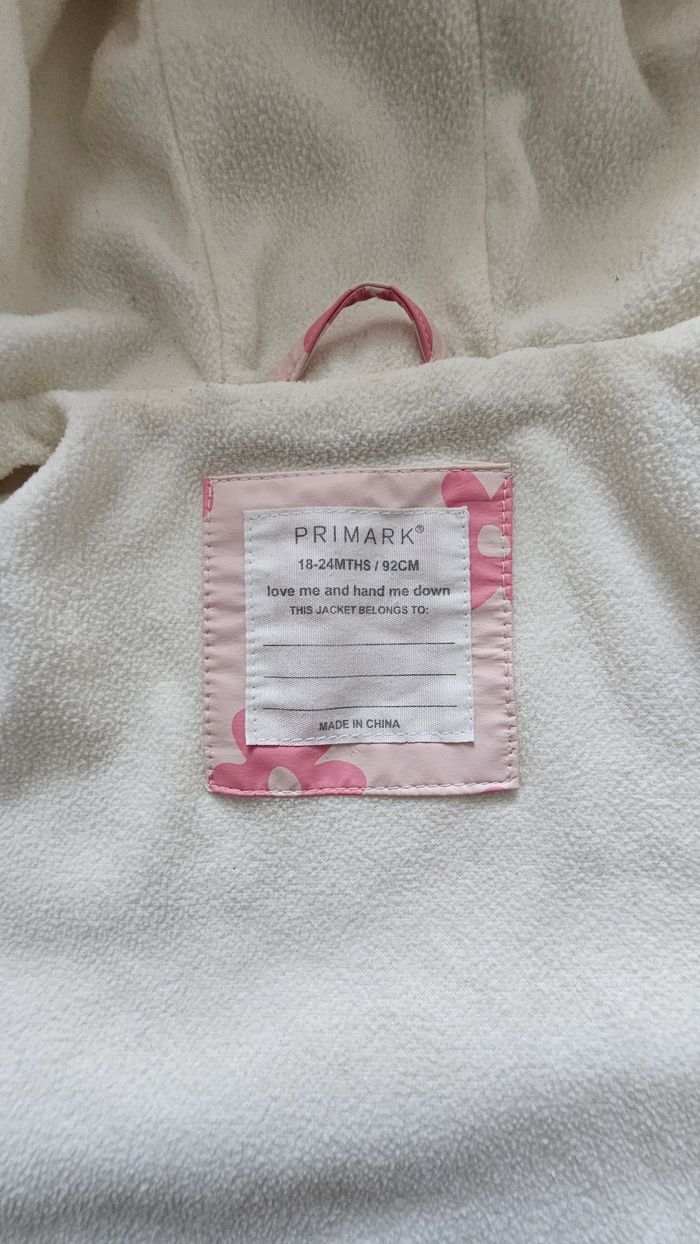 PRIMARK®
18-24MTHS / 92CM
love me and hand me down
THIS JACKET BELONGS TO:
MADE IN CHINA